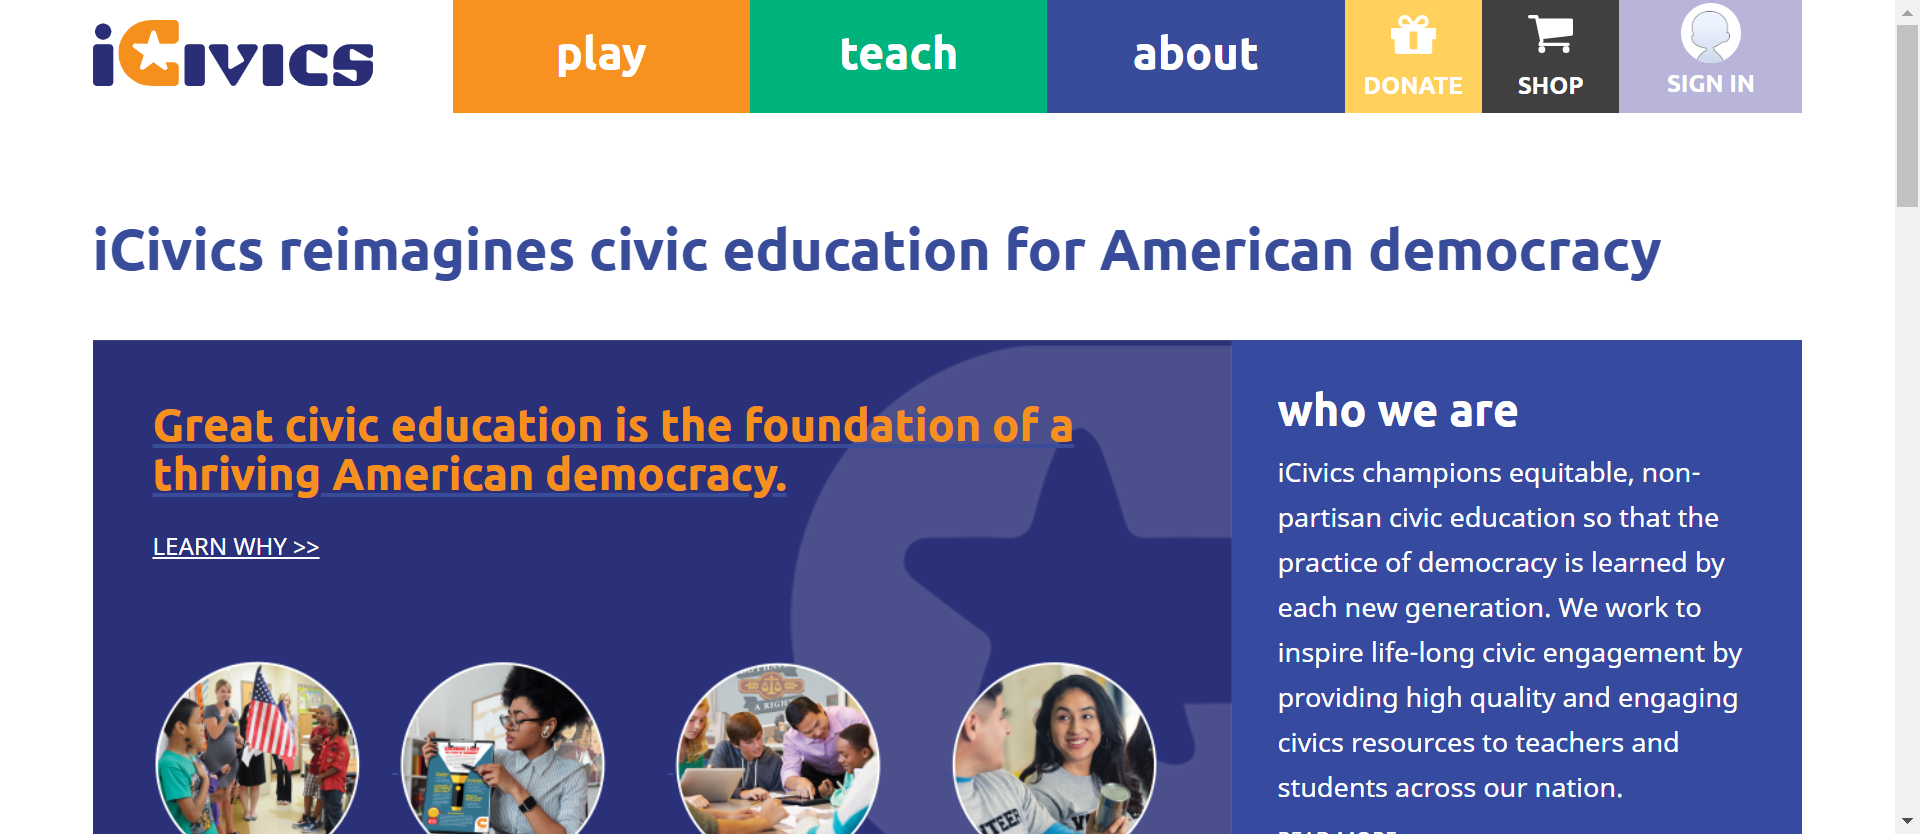 iCivics
play
teach
about
DONATE
SHOP
SIGN IN
iCivics reimagines civic education for American democracy
Great civic education is the foundation of a
thriving American democracy.
LEARN WHY >>
who we are
iCivics champions equitable, non-
partisan civic education so that the
practice of democracy is learned by
each new generation. We work to
inspire life-long civic engagement by
providing high quality and engaging
civics resources to teachers and
students across our nation.
READ MORE
A RIGH